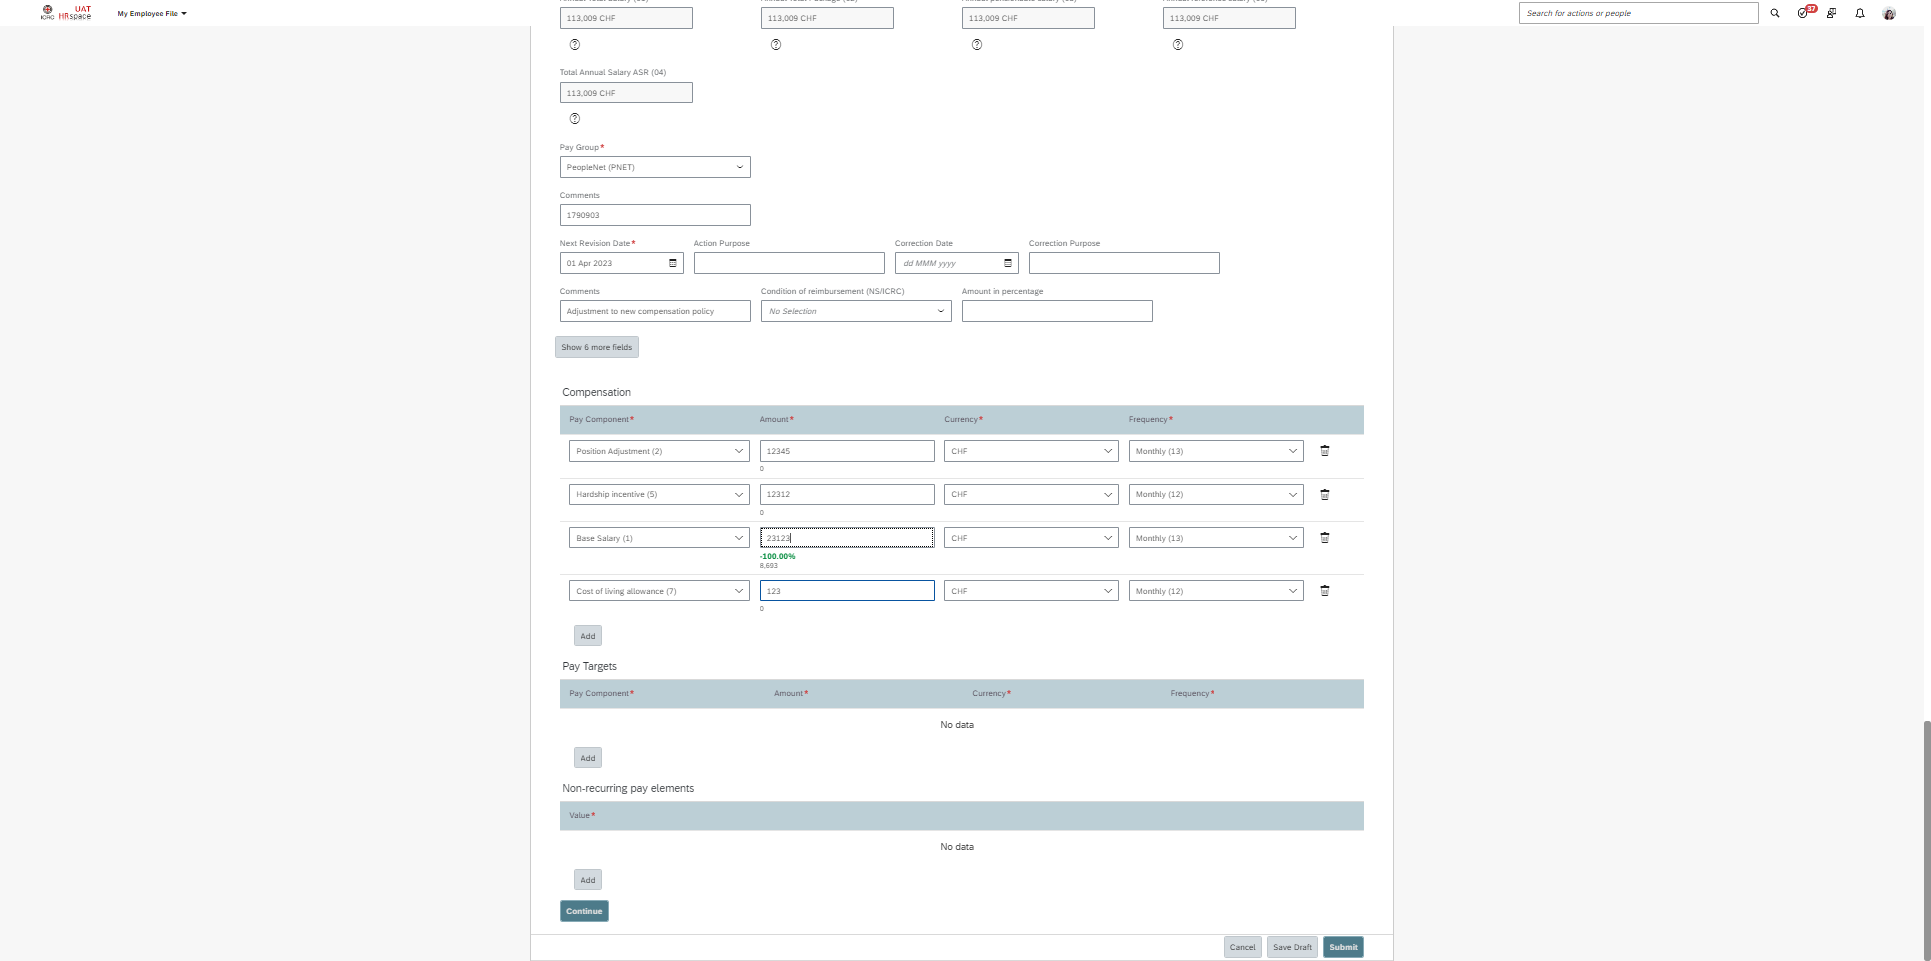 UAT
ICRC HRspace
My Employee File
Search for actions or people
37
113,009 CHF
113,009 CHF
113,009 CHF
113,009 CHF
Total Annual Salary ASR (04)
113,009 CHF
Pay Group*
PeopleNet (PNET)
Comments
1790903
Next Revision Date* Action Purpose Correction Date Correction Purpose
01 Apr 2023 dd MMM yyyy
Comments Condition of reimbursement (NS/ICRC) Amount in percentage
Adjustment to new compensation policy No Selection
Show 6 more fields
Compensation
Pay Component* Amount* Currency* Frequency*
Position Adjustment (2) 12345 CHF Monthly (13)
0
Hardship incentive (5) 12312 CHF Monthly (12)
0
Base Salary (1) 23123 CHF Monthly (13)
-100.00%
8,693
Cost of living allowance (7) 123 CHF Monthly (12)
0
Add
Pay Targets
Pay Component* Amount* Currency* Frequency*
No data
Add
Non-recurring pay elements
Value*
No data
Add
Continue
Cancel Save Draft Submit